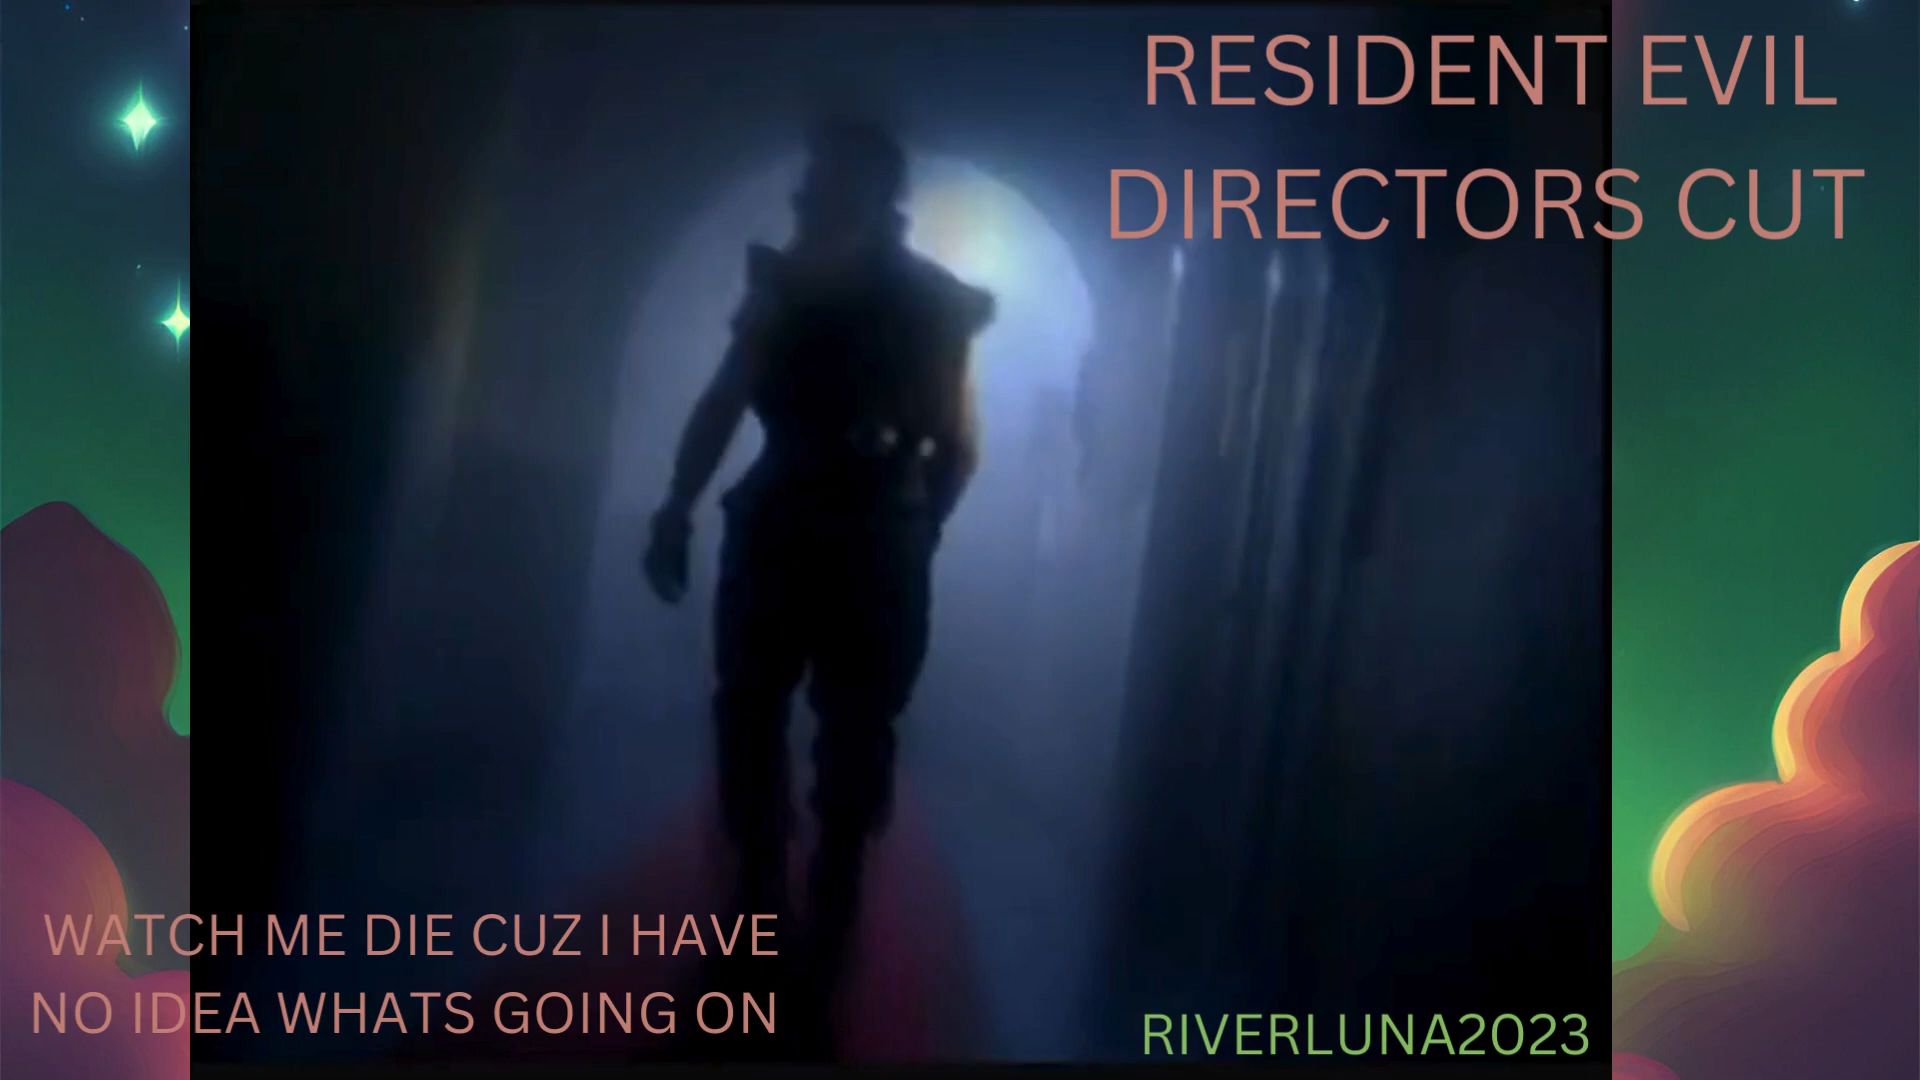 RESIDENT EVIL
DIRECTORS CUT
WATCH ME DIE CUZ I HAVE
NO IDEA WHATS GOING ON
RIVERLUNA2023